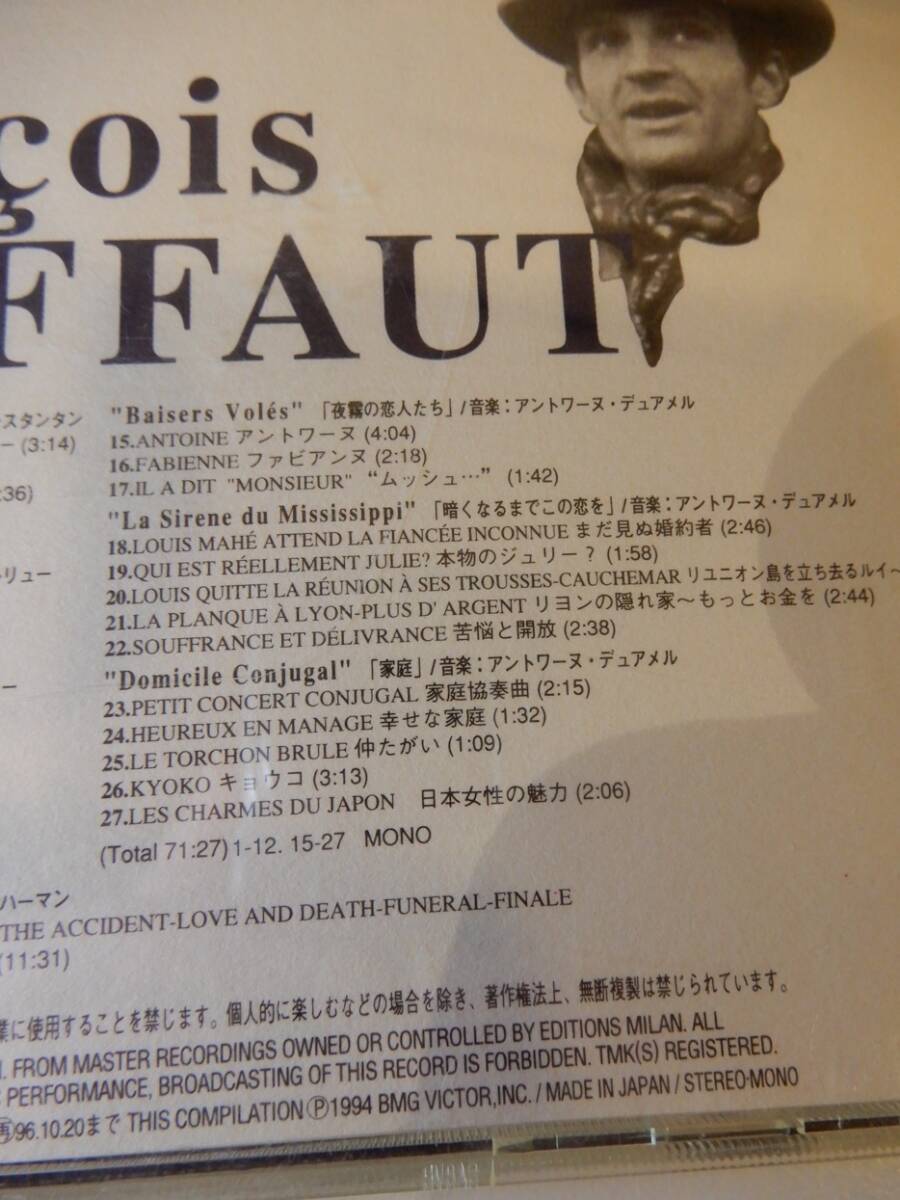 çois
FFAUT
スタンタン
ー (3:14)
:36)
リュー
ー
"Baisers Volés" 「夜霧の恋人たち」/音楽：アントワーヌ・デュアメル
15.ANTOINE アントワーヌ (4:04)
16.FABIENNE ファビアンヌ (2:18)
17.IL A DIT "MONSIEUR" “ムッシュ…” (1:42)
"La Sirene du Mississippi" 「暗くなるまでこの恋を」/音楽：アントワーヌ・デュアメル
18.LOUIS MAHÉ ATTEND LA FIANCÉE INCONNUE まだ見ぬ婚約者 (2:46)
19.QUI EST RÉELLEMENT JULIE? 本物のジュリー？ (1:58)
20.LOUIS QUITTE LA RÉUNION À SES TROUSSES-CAUCHEMAR リユニオン島を立ち去るルイ〜
21.LA PLANQUE À LYON-PLUS D' ARGENT リヨンの隠れ家〜もっとお金を (2:44)
22.SOUFFRANCE ET DÉLIVRANCE 苦悩と開放 (2:38)
"Domicile Conjugal" 「家庭」/音楽：アントワーヌ・デュアメル
23.PETIT CONCERT CONJUGAL 家庭協奏曲 (2:15)
24.HEUREUX EN MANAGE 幸せな家庭 (1:32)
25.LE TORCHON BRULE 仲たがい (1:09)
26.KYOKO キョウコ (3:13)
27.LES CHARMES DU JAPON 日本女性の魅力 (2:06)
(Total 71:27) 1-12. 15-27 MONO
ハーマン
THE ACCIDENT-LOVE AND DEATH-FUNERAL-FINALE
(11:31)
業に使用することを禁じます。個人的に楽しむなどの場合を除き、著作権法上、無断複製は禁じられています。
FROM MASTER RECORDINGS OWNED OR CONTROLLED BY EDITIONS MILAN. ALL
PERFORMANCE, BROADCASTING OF THIS RECORD IS FORBIDDEN. TMK(S) REGISTERED.
再96.10.20まで THIS COMPILATION Ⓟ1994 BMG VICTOR,INC. / MADE IN JAPAN / STEREO·MONO